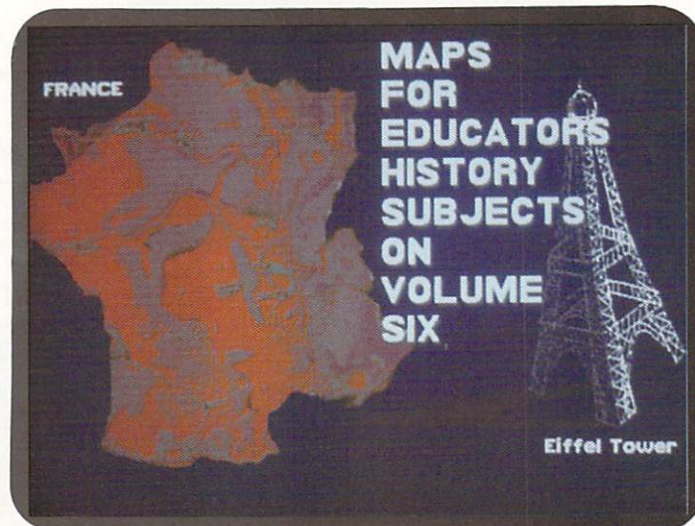 FRANCE
MAPS
FOR
EDUCATORS
HISTORY
SUBJECTS
ON
VOLUME
SIX
Eiffel Tower